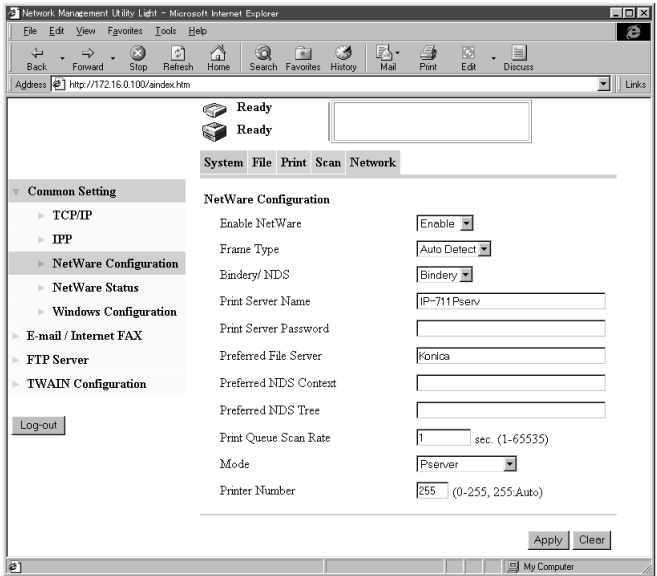 Network Management Utility Light - Microsoft Internet Explorer
File Edit View Favorites Tools Help
Back Forward Stop Refresh Home Search Favorites History Mail Print Edit Discuss
Address http://172.16.0.100/aindex.htm Links
Ready
Ready
System File Print Scan Network
Common Setting
TCP/IP
IPP
NetWare Configuration
NetWare Status
Windows Configuration
E-mail / Internet FAX
FTP Server
TWAIN Configuration
Log-out
NetWare Configuration
Enable NetWare Enable
Frame Type Auto Detect
Bindery/ NDS Bindery
Print Server Name IP-711Pserv
Print Server Password
Preferred File Server Konica
Preferred NDS Context
Preferred NDS Tree
Print Queue Scan Rate 1 sec. (1-65535)
Mode Pserver
Printer Number 255 (0-255, 255:Auto)
Apply Clear
My Computer